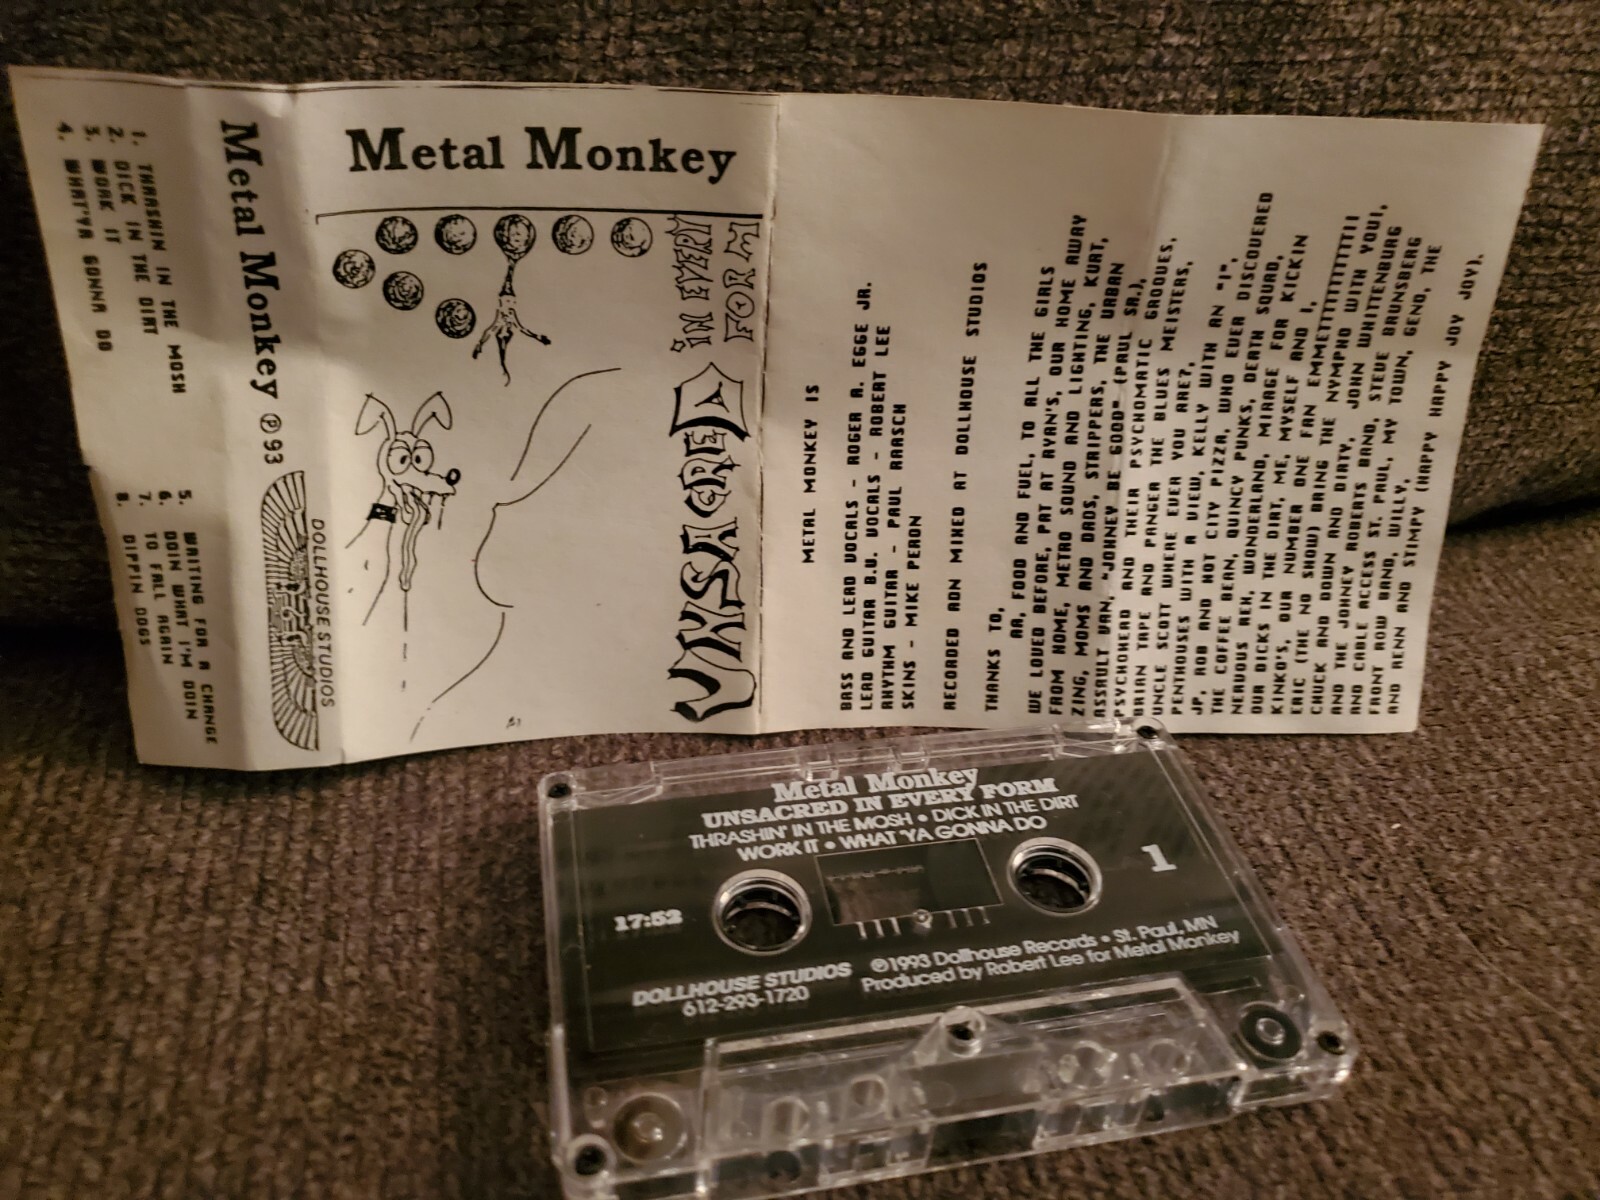 1. THRASHIN IN THE MOSH
2. DICK IN THE DIRT
3. WORK IT
4. WHAT'YA GONNA DO
5. WAITING FOR A CHANGE
6. DOIN WHAT I'M DOIN
7. TO FALL AGAIN
8. DIPPIN DOGS
Metal Monkey ℗ 93
DOLLHOUSE STUDIOS
Metal Monkey
UNSACRED iN EVERY
FORM
METAL MONKEY IS
BASS AND LEAD VOCALS - ROGER A. EGGE JR.
LEAD GUITAR B.U. VOCALS - ROBERT LEE
RHYTHM GUITAR - PAUL RAASCH
SKINS - MIKE PERON
RECORDED ADN MIXED AT DOLLHOUSE STUDIOS
THANKS TO,
AA, FOOD AND FUEL, TO ALL THE GIRLS
WE LOVED BEFORE, PAT AT RYAN'S, OUR HOME AWAY
FROM HOME, METRO SOUND AND LIGHTING, KURT,
ZING, MOMS AND DADS, STRIPPERS, THE URBAN
ASSAULT VAN, "JOHNEY BE GOOD" (PAUL SR.),
PSYCHOHEAD AND THEIR PSYCHOMATIC GROOVES,
BRIAN TAPE AND PANGER THE BLUES MEISTERS,
UNCLE SCOTT WHERE EVER YOU ARE?,
PENTHOUSES WITH A VIEW, KELLY WITH AN "I",
JP, ROB AND HOT CITY PIZZA, WHO EVER DISCOVERED
THE COFFEE BEAN, QUINCY PUNKS, DEATH SQUAD,
NERVOUS REX, WONDERLAND, MIRAGE FOR KICKIN
OUR DICKS IN THE DIRT, ME, MYSELF AND I,
KINKO'S, OUR NUMBER ONE FAN EMMETTTTTTTTTTII
ERIC (THE NO SHOW) BRING THE NYMPHO WITH YOU!,
CHUCK AND DOWN AND DIRTY, JOHN WHITTENBURG
AND THE JOHNEY ROBERTS BAND, STEVE BRUNSBERG
AND CABLE ACCESS ST. PAUL, MY TOWN, GEND, THE
FRONT ROW BAND, WILLY,
AND RENN AND STIMPY (HAPPY HAPPY JOY JOY).
Metal Monkey
UNSACRED IN EVERY FORM
THRASHIN' IN THE MOSH • DICK IN THE DIRT
WORK IT • WHAT 'YA GONNA DO
1
17:52
DOLLHOUSE STUDIOS ℗1993 Dollhouse Records • St. Paul, MN
612-293-1720 Produced by Robert Lee for Metal Monkey